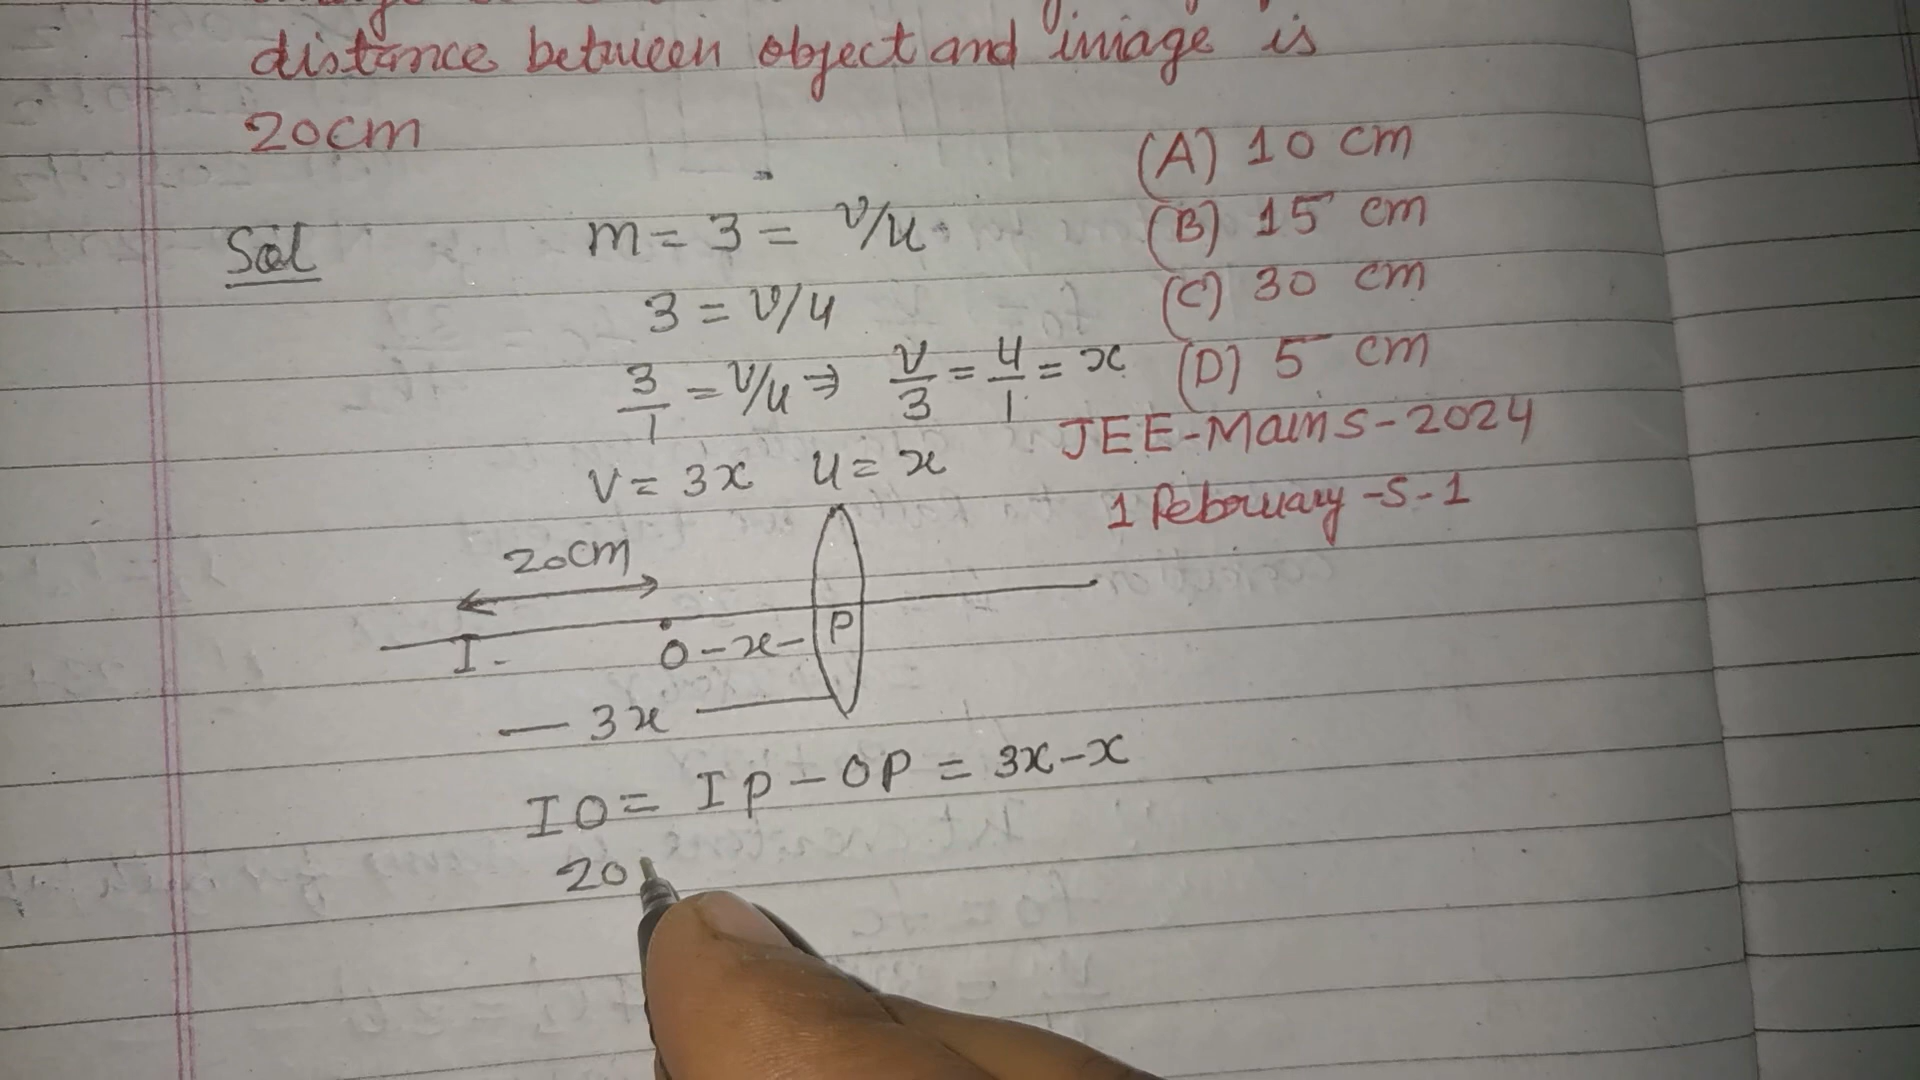 distance between object and image is
20cm
(A) 10 cm
Sol m = 3 = v/u
(B) 15 cm
3 = v/u
(C) 30 cm
3/1 = v/u ⇒ v/3 = u/1 = x
(D) 5 cm
JEE-Mains-2024
v = 3x u = x
1 Febuary -S-1
20cm
I O -x- P
3x
IO = IP - OP = 3x-x
20